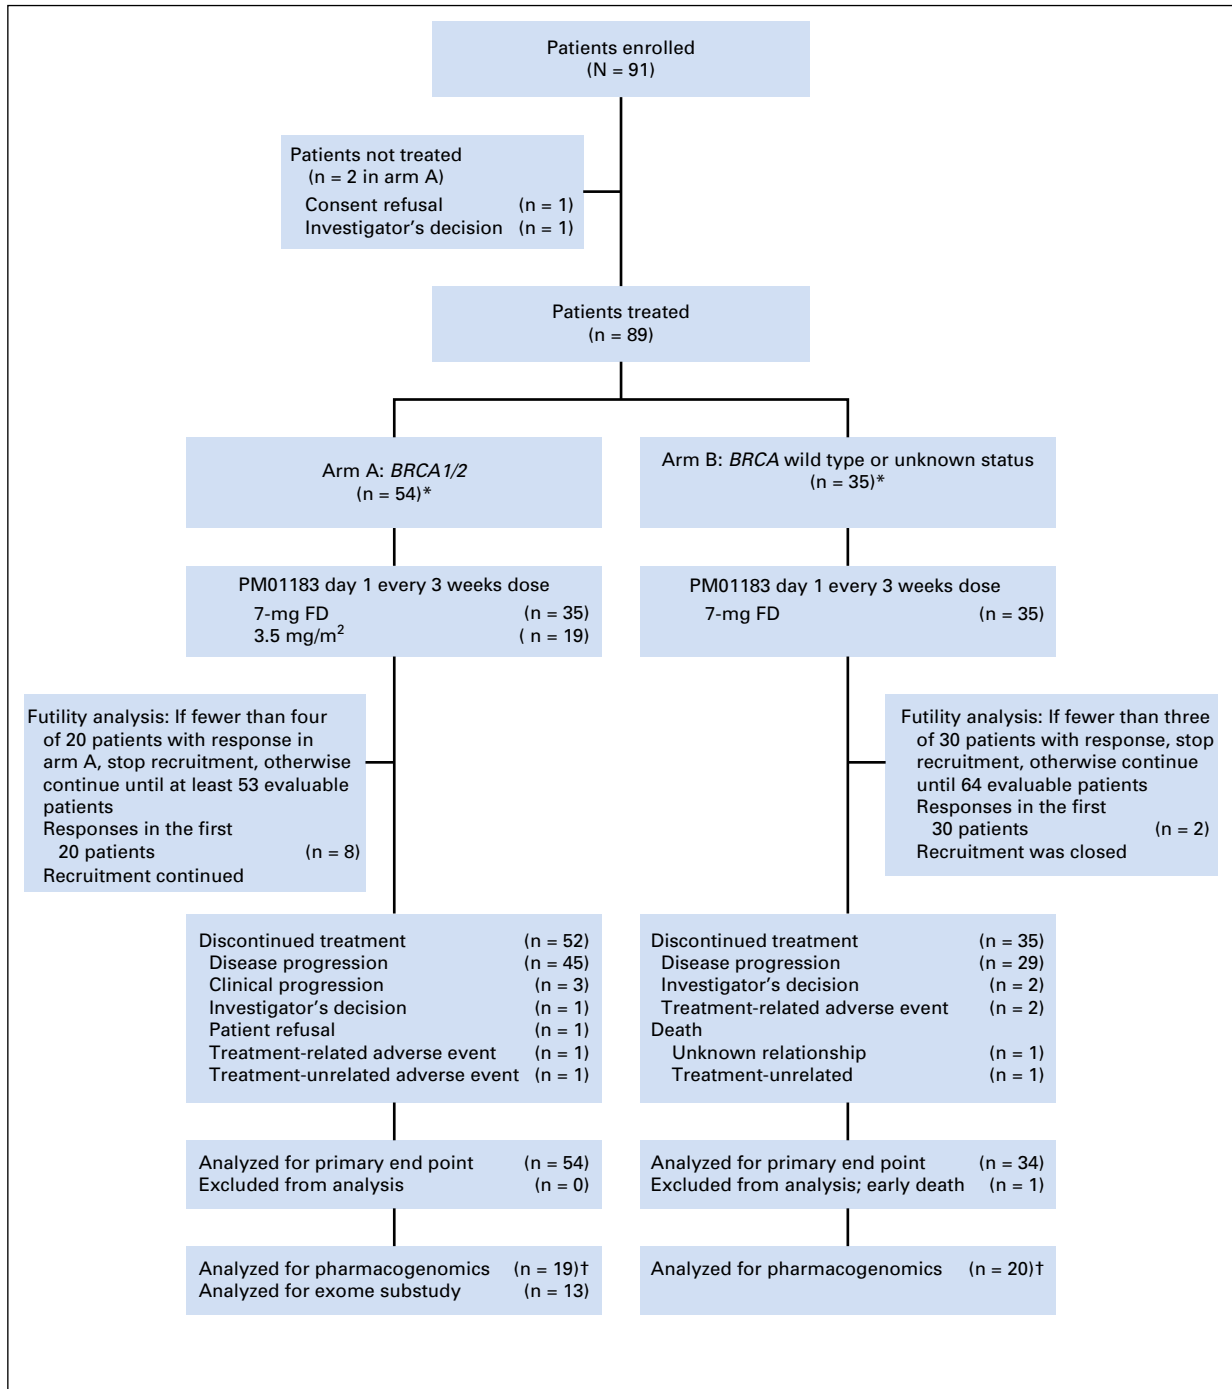 Patients enrolled
(N = 91)
Patients not treated
(n = 2 in arm A)
Consent refusal (n = 1)
Investigator's decision (n = 1)
Patients treated
(n = 89)
Arm A: BRCA1/2
(n = 54)*
Arm B: BRCA wild type or unknown status
(n = 35)*
PM01183 day 1 every 3 weeks dose
7-mg FD (n = 35)
3.5 mg/m² ( n = 19)
PM01183 day 1 every 3 weeks dose
7-mg FD (n = 35)
Futility analysis: If fewer than four
of 20 patients with response in
arm A, stop recruitment, otherwise
continue until at least 53 evaluable
patients
Responses in the first
20 patients (n = 8)
Recruitment continued
Futility analysis: If fewer than three
of 30 patients with response, stop
recruitment, otherwise continue
until 64 evaluable patients
Responses in the first
30 patients (n = 2)
Recruitment was closed
Discontinued treatment (n = 52)
Disease progression (n = 45)
Clinical progression (n = 3)
Investigator's decision (n = 1)
Patient refusal (n = 1)
Treatment-related adverse event (n = 1)
Treatment-unrelated adverse event (n = 1)
Discontinued treatment (n = 35)
Disease progression (n = 29)
Investigator's decision (n = 2)
Treatment-related adverse event (n = 2)
Death
Unknown relationship (n = 1)
Treatment-unrelated (n = 1)
Analyzed for primary end point (n = 54)
Excluded from analysis (n = 0)
Analyzed for primary end point (n = 34)
Excluded from analysis; early death (n = 1)
Analyzed for pharmacogenomics (n = 19)†
Analyzed for exome substudy (n = 13)
Analyzed for pharmacogenomics (n = 20)†